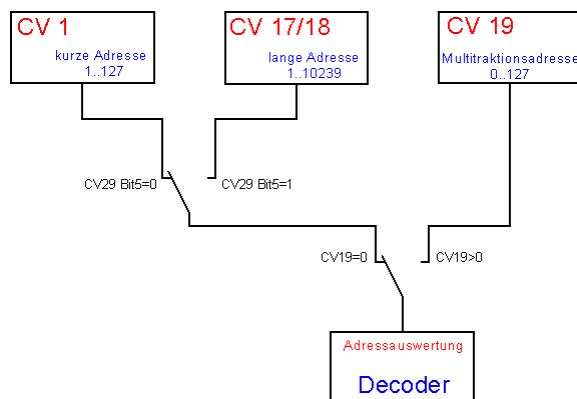 CV 1
kurze Adresse
1..127
CV 17/18
lange Adresse
1..10239
CV 19
Multitraktionsadresse
0..127
CV29 Bit5=0
CV29 Bit5=1
CV19=0
CV19>0
Adressauswertung
Decoder